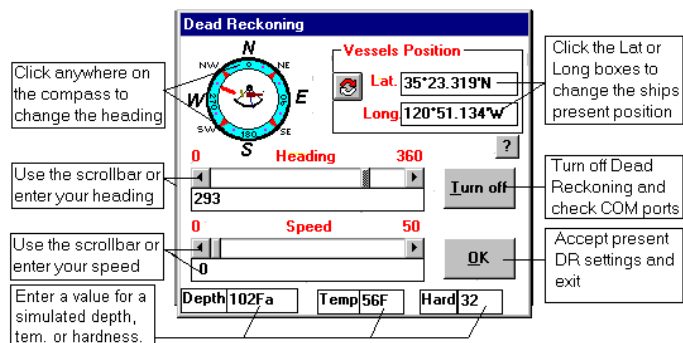 Dead Reckoning
Click anywhere on
the compass to
change the heading
N
NW
NE
W
E
SW
SE
S
0
90
180
270
Vessels Position
Lat. 35°23.319'N
Long. 120°51.134'W
Click the Lat or
Long boxes to
change the ships
present position
?
0 Heading 360
293
Use the scrollbar or
enter your heading
Turn off
Turn off Dead
Reckoning and
check COM ports
0 Speed 50
0
Use the scrollbar or
enter your speed
OK
Accept present
DR settings and
exit
Depth 102Fa Temp 56F Hard 32
Enter a value for a
simulated depth,
tem. or hardness.